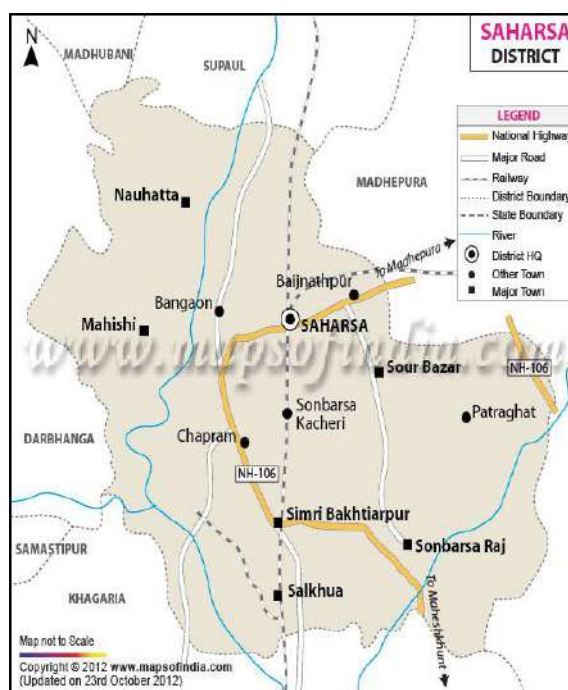 N
SAHARSA
DISTRICT
MADHUBANI
SUPAUL
LEGEND
National Highway
Major Road
Railway
District Boundary
State Boundary
River
District HQ
Other Town
Major Town
MADHEPURA
Nauhatta
To Madhepura
Baijnathpur
Bangaon
SAHARSA
Mahishi
www.mapsofindia.com
Sour Bazar
NH-106
Sonbarsa
Kacheri
Patraghat
DARBHANGA
Chapram
NH-106
Simri Bakhtiarpur
Sonbarsa Raj
SAMASTIPUR
KHAGARIA
Salkhua
To Maheshkhunt
Map not to Scale
Copyright © 2012 www.mapsofindia.com
(Updated on 23rd October 2012)